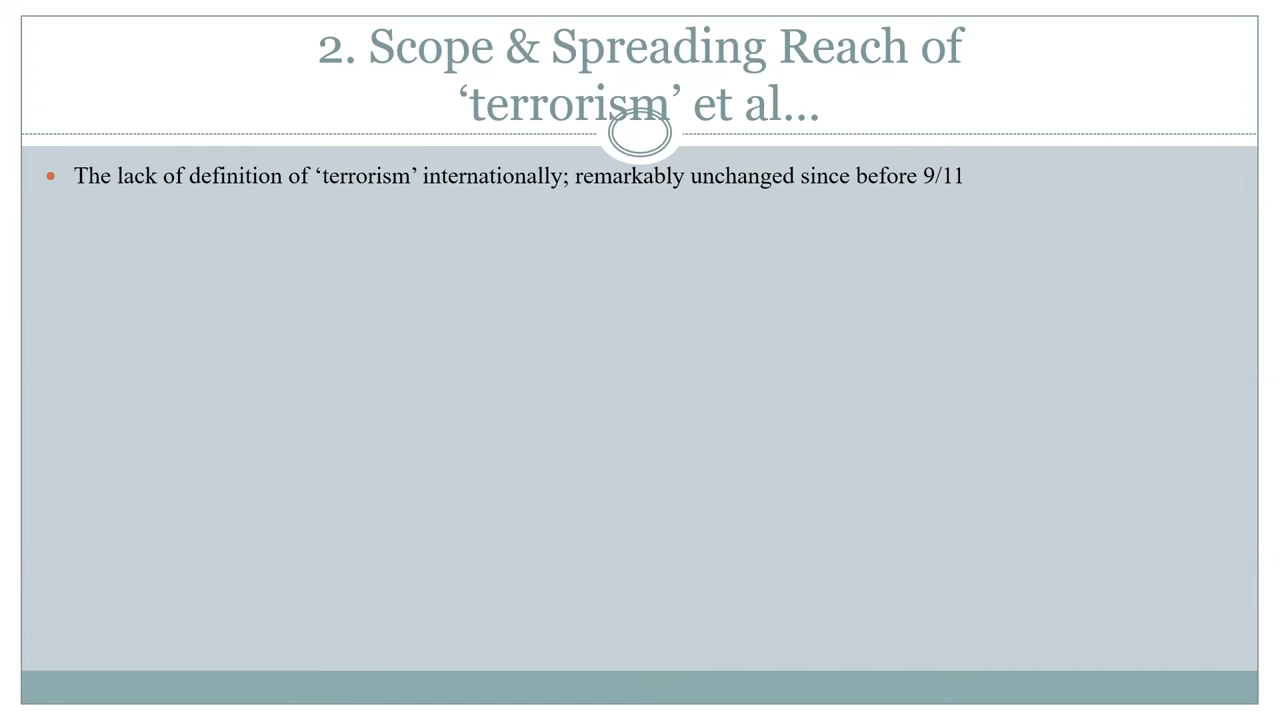 2. Scope & Spreading Reach of
‘terrorism’ et al…
• The lack of definition of ‘terrorism’ internationally; remarkably unchanged since before 9/11